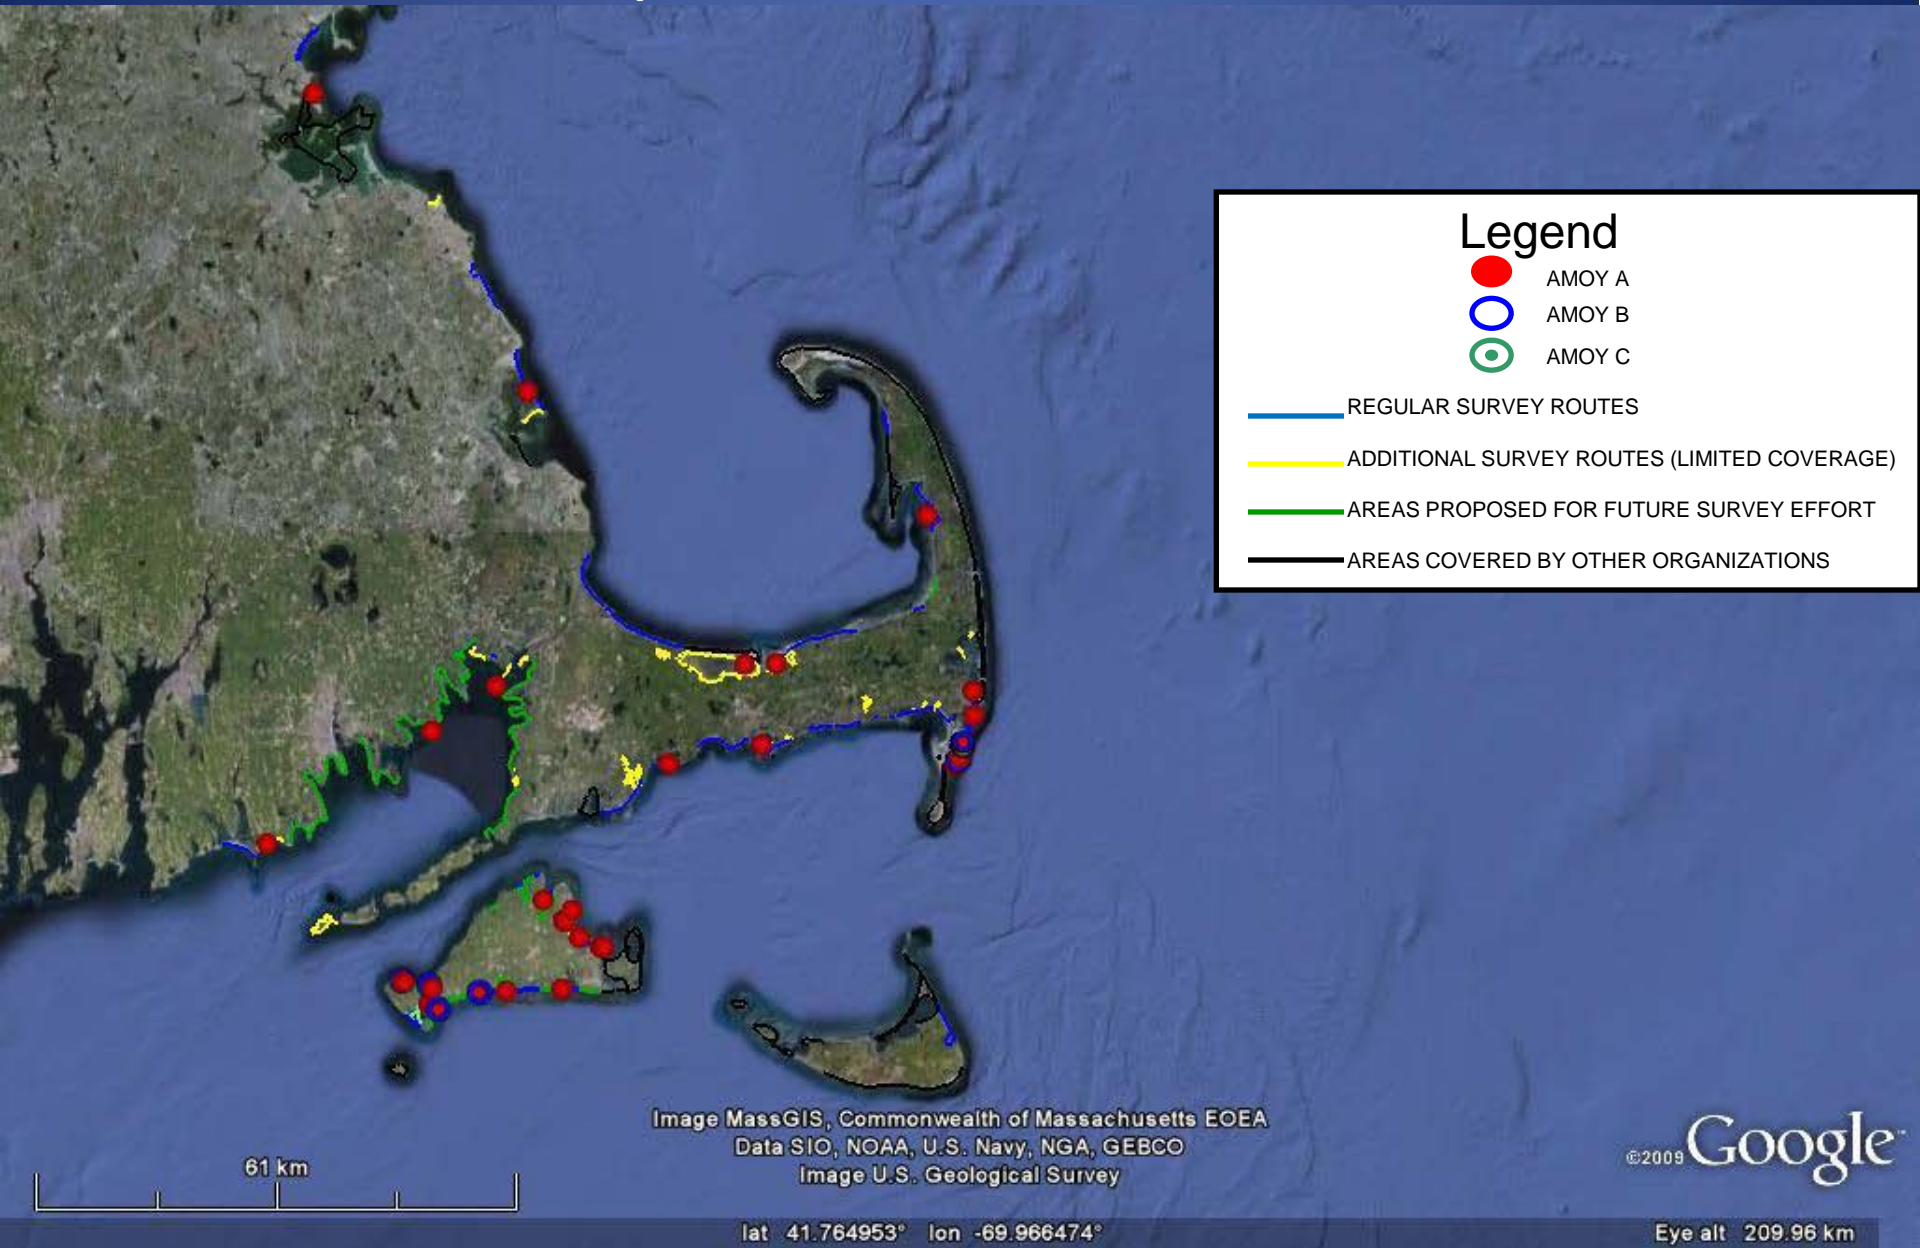 Legend
AMOY A
AMOY B
AMOY C
REGULAR SURVEY ROUTES
ADDITIONAL SURVEY ROUTES (LIMITED COVERAGE)
AREAS PROPOSED FOR FUTURE SURVEY EFFORT
AREAS COVERED BY OTHER ORGANIZATIONS
Image MassGIS, Commonwealth of Massachusetts EOEA
Data SIO, NOAA, U.S. Navy, NGA, GEBCO
Image U.S. Geological Survey
©2009 Google™
61 km
lat 41.764953° lon -69.966474°
Eye alt 209.96 km